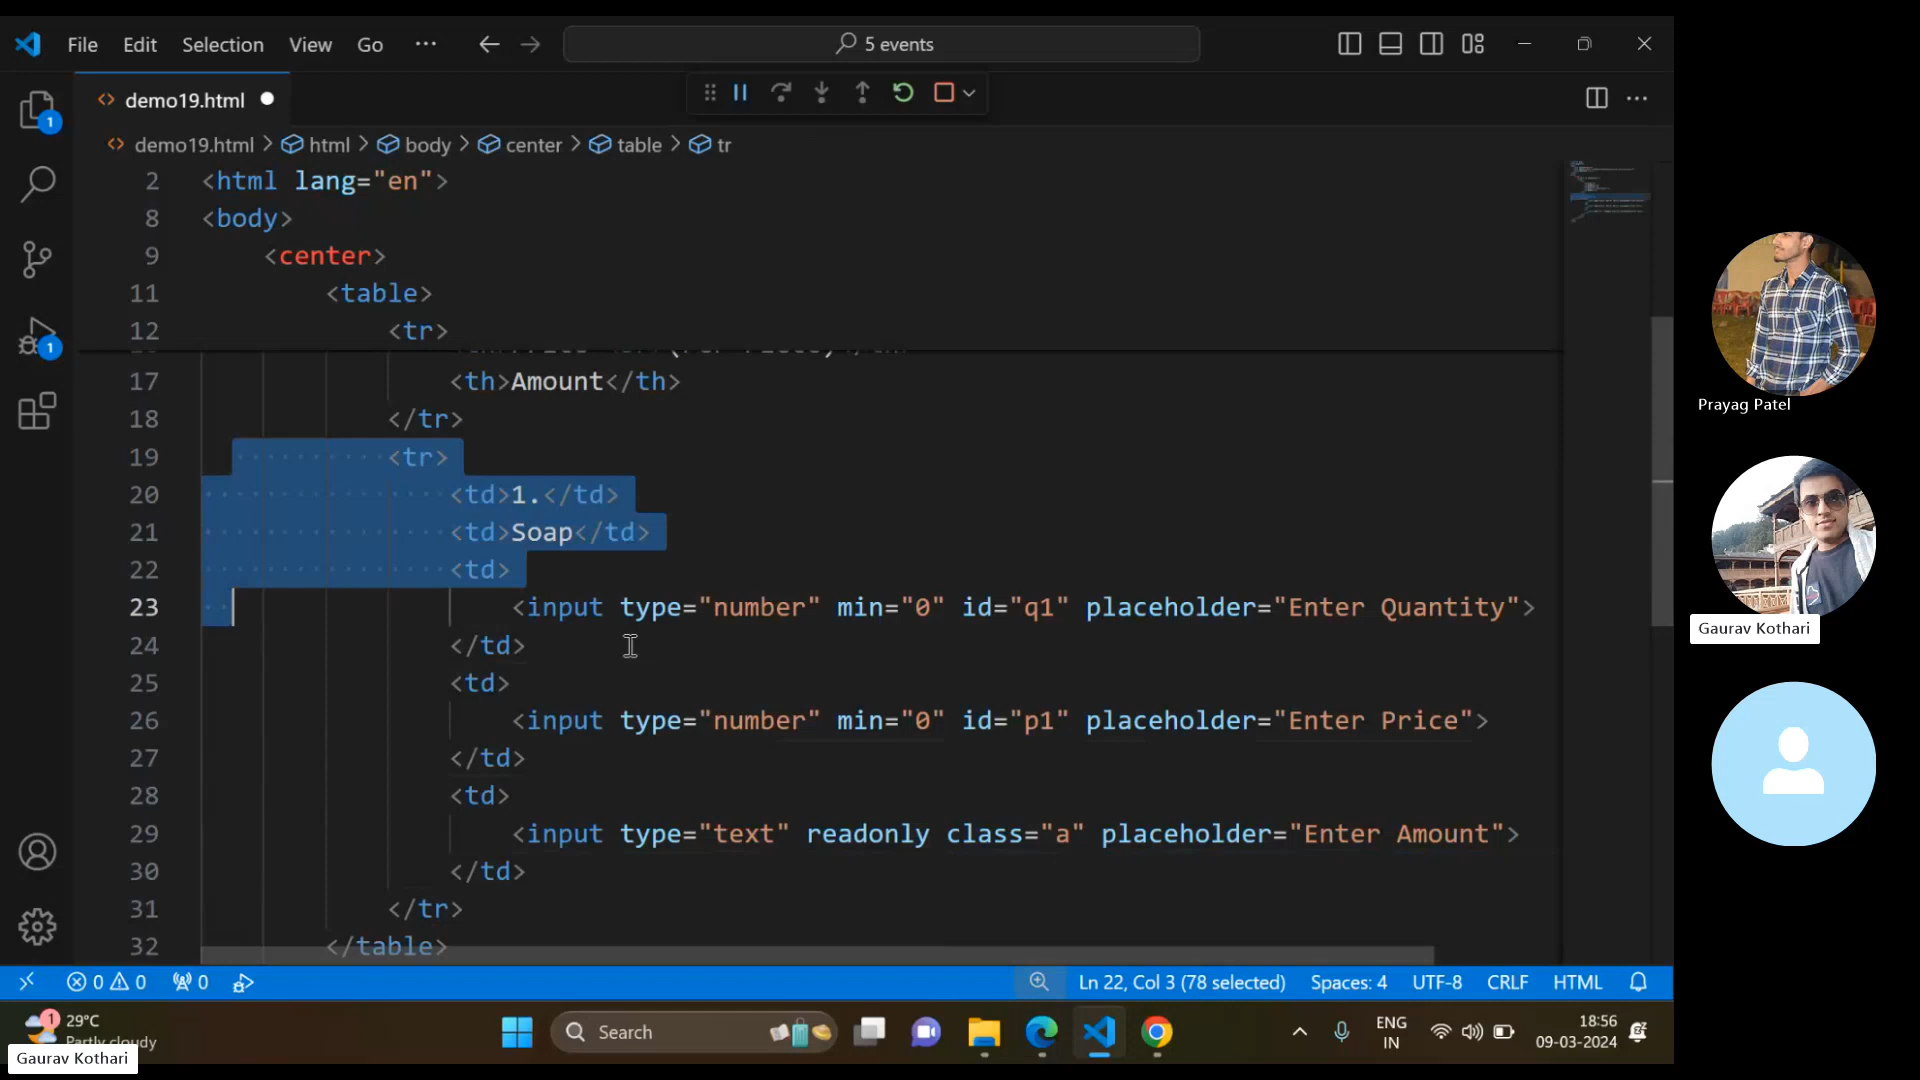 File Edit Selection View Go ··· 5 events
demo19.html
demo19.html > html > body > center > table > tr
2 <html lang="en">
8 <body>
9 <center>
11 <table>
12 <tr>
17 <th>Amount</th>
18 </tr>
19 <tr>
20 <td>1.</td>
21 <td>Soap</td>
22 <td>
23 <input type="number" min="0" id="q1" placeholder="Enter Quantity">
24 </td>
25 <td>
26 <input type="number" min="0" id="p1" placeholder="Enter Price">
27 </td>
28 <td>
29 <input type="text" readonly class="a" placeholder="Enter Amount">
30 </td>
31 </tr>
32 </table>
1
1
0 0 0 Ln 22, Col 3 (78 selected) Spaces: 4 UTF-8 CRLF HTML
1 29°C
Partly cloudy
Search
ENG
IN
18:56
09-03-2024
Gaurav Kothari
Prayag Patel
Gaurav Kothari